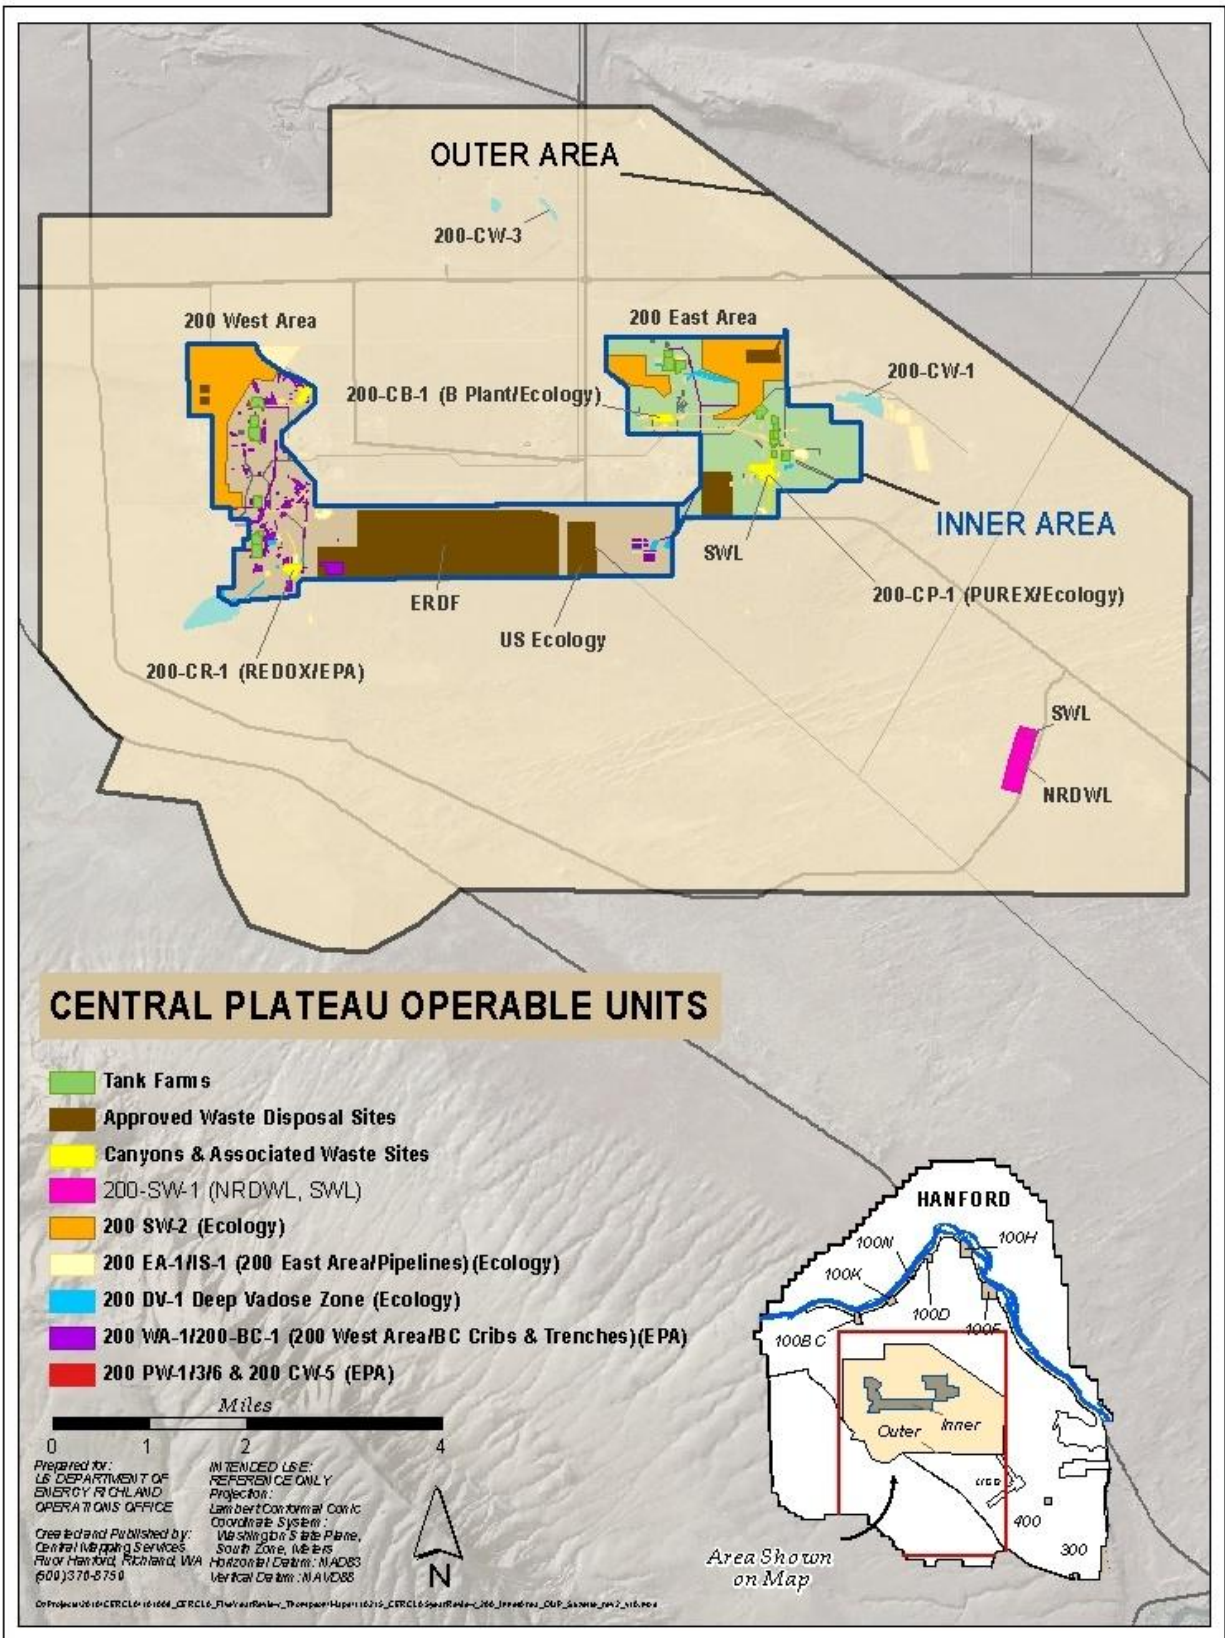 OUTER AREA
200-CW-3
200 West Area
200 East Area
200-CW-1
200-CB-1 (B Plant/Ecology)
INNER AREA
SWL
200-CP-1 (PUREX/Ecology)
ERDF
US Ecology
200-CR-1 (REDOX/EPA)
SWL
NRDWL
CENTRAL PLATEAU OPERABLE UNITS
Tank Farms
Approved Waste Disposal Sites
Canyons & Associated Waste Sites
200-SW-1 (NRDWL, SWL)
200 SW-2 (Ecology)
200 EA-1/IS-1 (200 East Area/Pipelines)(Ecology)
200 DV-1 Deep Vadose Zone (Ecology)
200 WA-1/200-BC-1 (200 West Area/BC Cribs & Trenches)(EPA)
200 PW-1/3/6 & 200 CW-5 (EPA)
Miles
0 1 2 4
Prepared for:
US DEPARTMENT OF
ENERGY RICHLAND
OPERATIONS OFFICE
Created and Published by:
Central Mapping Services
Fluor Hanford, Richland, WA
(509)376-8759
INTENDED USE:
REFERENCE ONLY
Projection:
Lambert Conformal Conic
Coordinate System:
Washington State Plane,
South Zone, Meters
Horizontal Datum: NAD83
Vertical Datum: NAVD88
N
HANFORD
100N
100H
100K
100D
100F
100BC
Inner
Outer
400
300
Area Shown
on Map